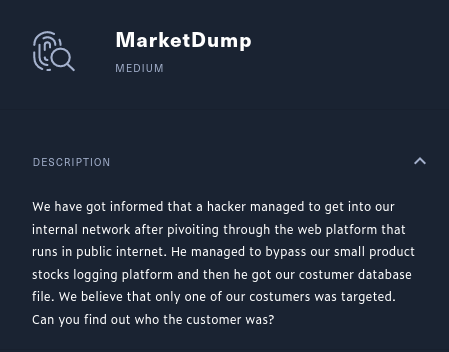 MarketDump
MEDIUM
DESCRIPTION
We have got informed that a hacker managed to get into our
internal network after pivoiting through the web platform that
runs in public internet. He managed to bypass our small product
stocks logging platform and then he got our costumer database
file. We believe that only one of our costumers was targeted.
Can you find out who the customer was?